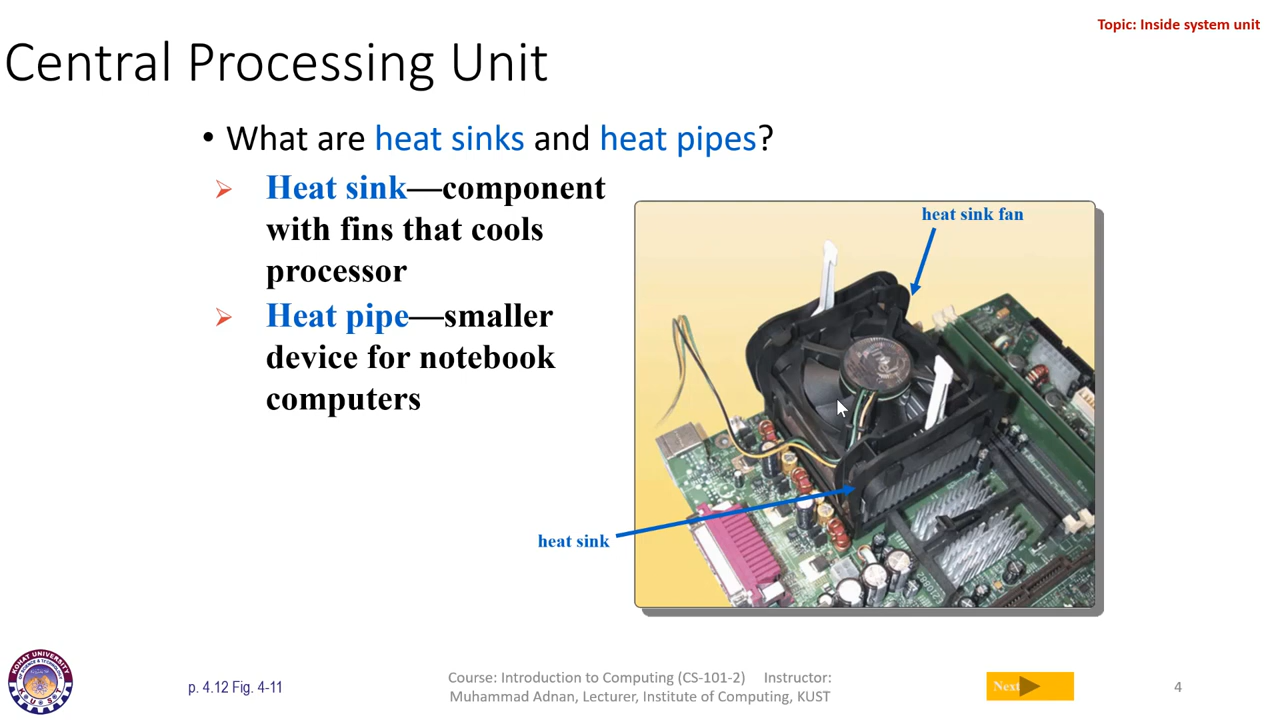 Topic: Inside system unit
Central Processing Unit
• What are heat sinks and heat pipes?
Heat sink—component
with fins that cools
processor
Heat pipe—smaller
device for notebook
computers
heat sink fan
heat sink
KOHAT UNIVERSITY
p. 4.12 Fig. 4-11
Course: Introduction to Computing (CS-101-2) Instructor:
Muhammad Adnan, Lecturer, Institute of Computing, KUST
Next
4